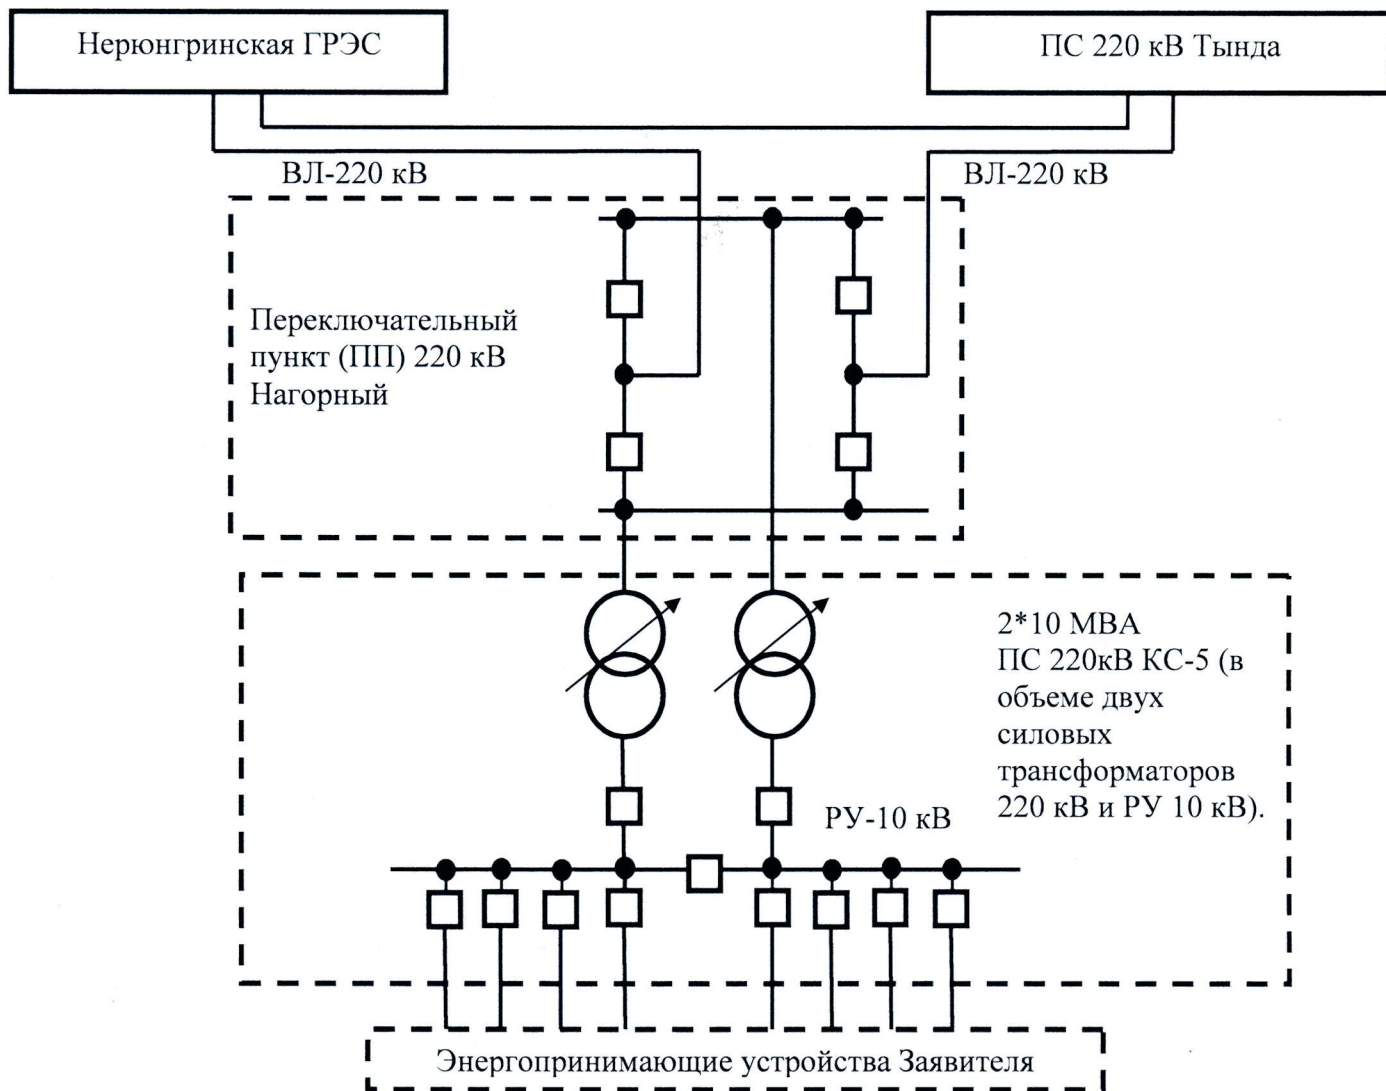 Нерюнгринская ГРЭС
ПС 220 кВ Тында
ВЛ-220 кВ
ВЛ-220 кВ
Переключательный
пункт (ПП) 220 кВ
Нагорный
2*10 МВА
ПС 220кВ КС-5 (в
объеме двух
силовых
трансформаторов
220 кВ и РУ 10 кВ).
РУ-10 кВ
Энергопринимающие устройства Заявителя